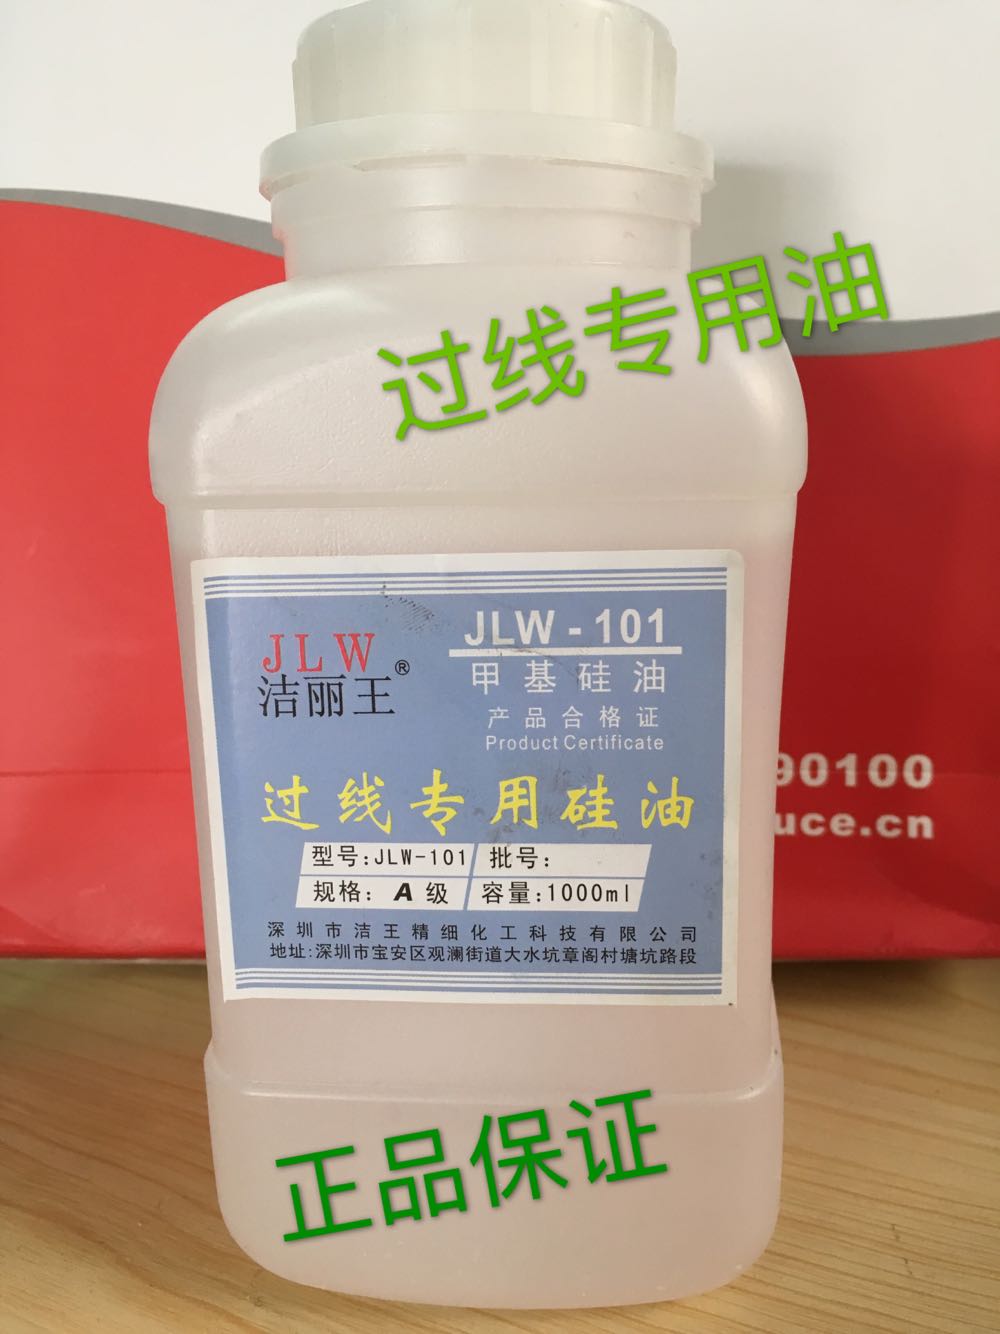 过线专用油
JLW
洁丽王®
JLW-101
甲基硅油
产品合格证
Product Certificate
过线专用硅油
型号:JLW-101 批号:
规格: A级 容量:1000ml
深圳市洁王精细化工科技有限公司
地址:深圳市宝安区观澜街道大水坑章阁村塘坑路段
90100
uce.cn
正品保证